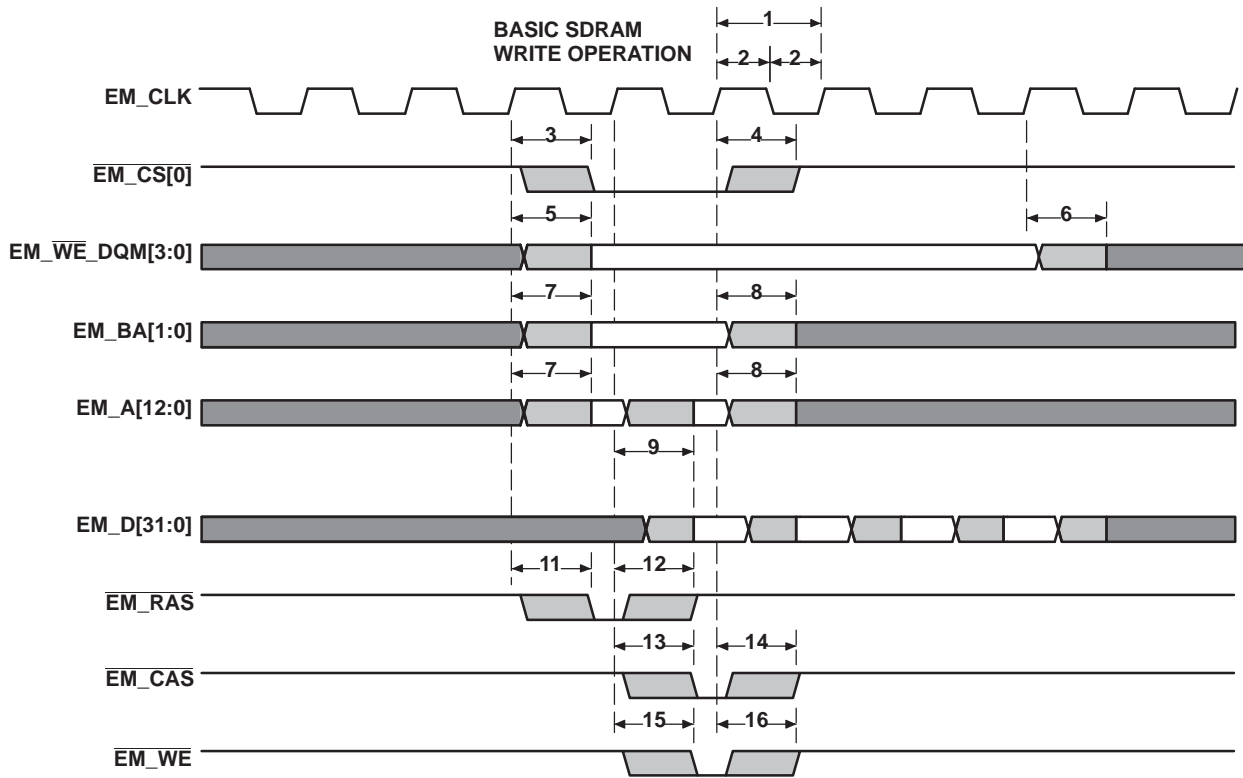 BASIC SDRAM
WRITE OPERATION
1
2 2
EM_CLK
3 4
EM_CS[0]
5 6
EM_WE_DQM[3:0]
7 8
EM_BA[1:0]
7 8
EM_A[12:0]
9
EM_D[31:0]
11 12
EM_RAS
13 14
EM_CAS
15 16
EM_WE